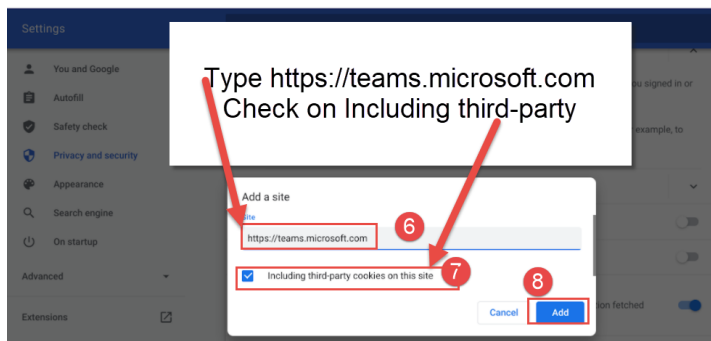 Settings
Type https://teams.microsoft.com
Check on Including third-party
You and Google
ou signed in or
Autofill
Safety check
example, to
Privacy and security
Appearance
Add a site
Search engine
Site
https://teams.microsoft.com
6
On startup
Including third-party cookies on this site
7
Advanced
8
Cancel
Add
tion fetched
Extensions